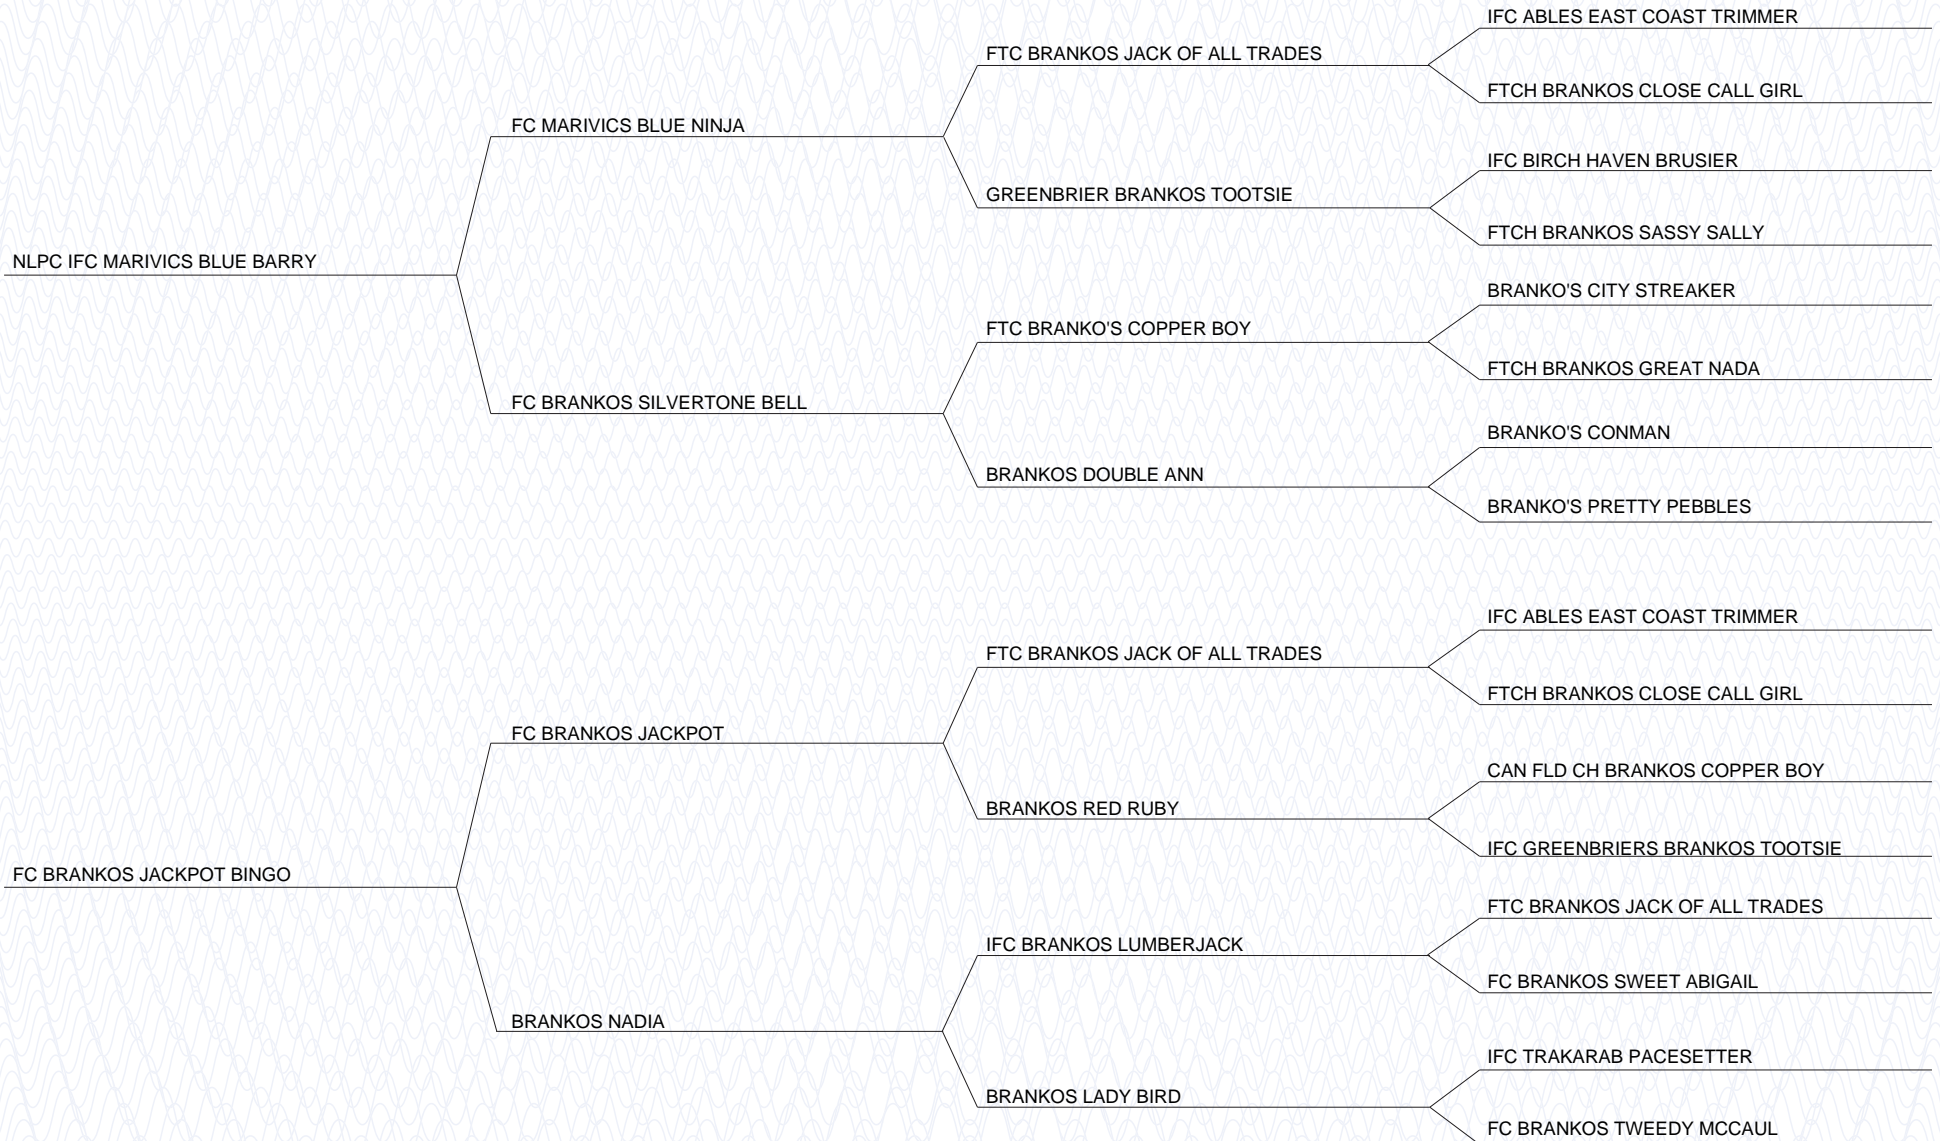 IFC ABLES EAST COAST TRIMMER
FTC BRANKOS JACK OF ALL TRADES
FTCH BRANKOS CLOSE CALL GIRL
FC MARIVICS BLUE NINJA
IFC BIRCH HAVEN BRUSIER
GREENBRIER BRANKOS TOOTSIE
FTCH BRANKOS SASSY SALLY
NLPC IFC MARIVICS BLUE BARRY
BRANKO'S CITY STREAKER
FTC BRANKO'S COPPER BOY
FTCH BRANKOS GREAT NADA
FC BRANKOS SILVERTONE BELL
BRANKO'S CONMAN
BRANKOS DOUBLE ANN
BRANKO'S PRETTY PEBBLES
IFC ABLES EAST COAST TRIMMER
FTC BRANKOS JACK OF ALL TRADES
FTCH BRANKOS CLOSE CALL GIRL
FC BRANKOS JACKPOT
CAN FLD CH BRANKOS COPPER BOY
BRANKOS RED RUBY
IFC GREENBRIERS BRANKOS TOOTSIE
FC BRANKOS JACKPOT BINGO
FTC BRANKOS JACK OF ALL TRADES
IFC BRANKOS LUMBERJACK
FC BRANKOS SWEET ABIGAIL
BRANKOS NADIA
IFC TRAKARAB PACESETTER
BRANKOS LADY BIRD
FC BRANKOS TWEEDY MCCAUL